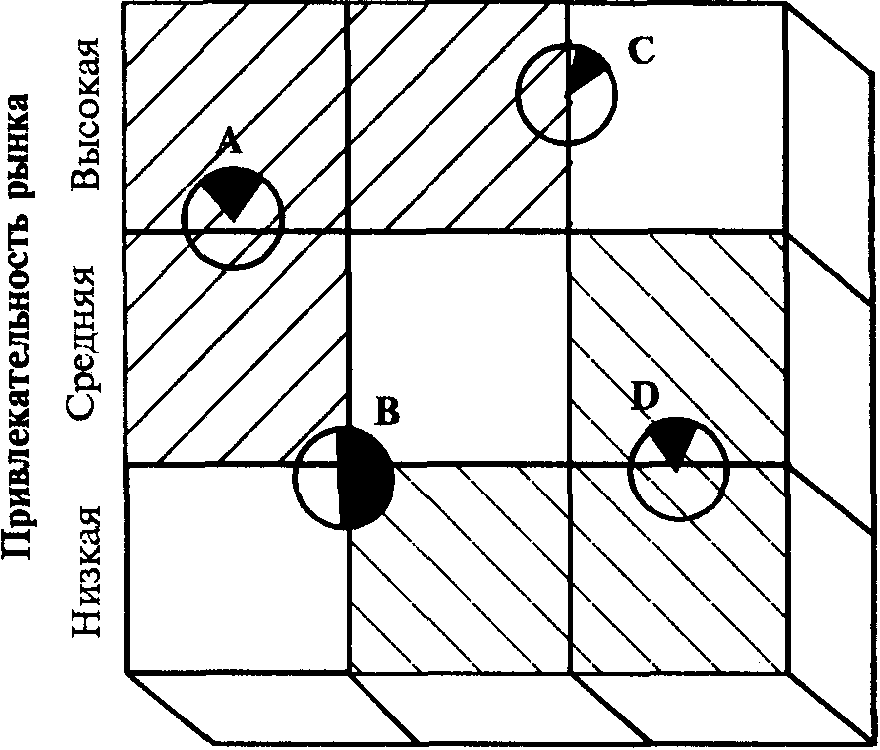 Привлекательность рынка
Высокая
Средняя
Низкая
A
B
C
D